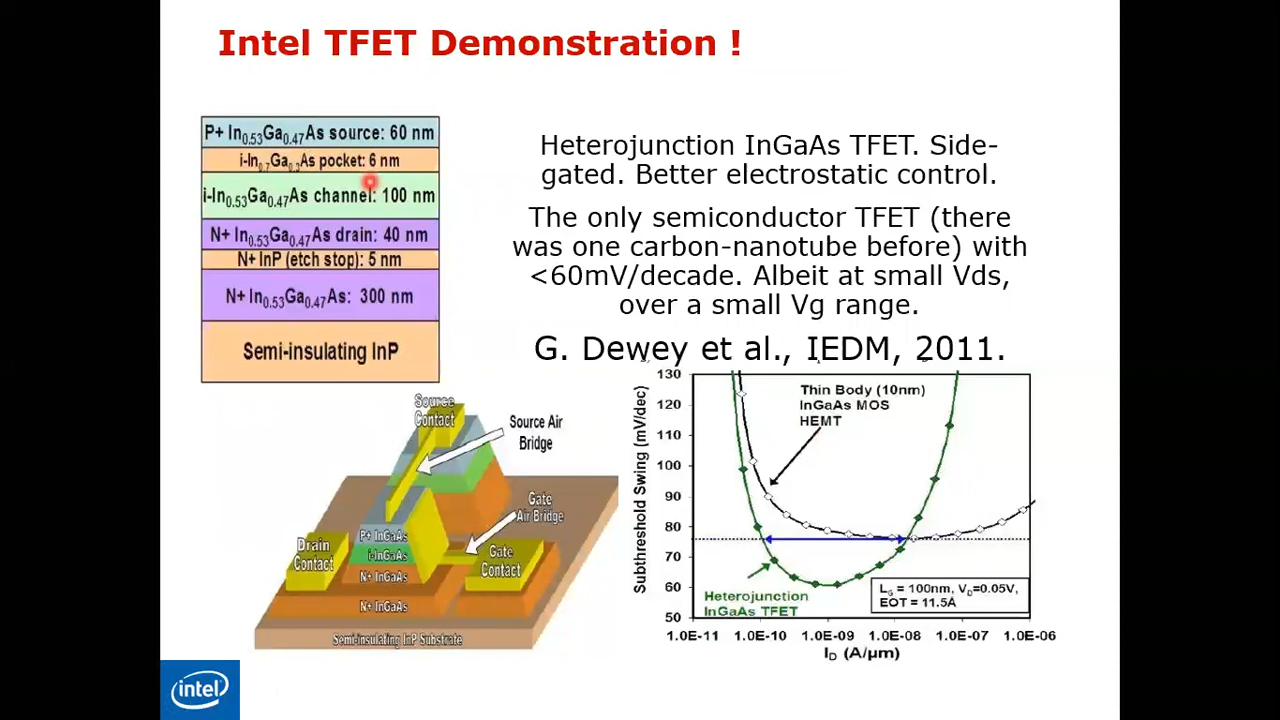 Intel TFET Demonstration !
P+ In0.53Ga0.47As source: 60 nm
i-In0.7Ga0.3As pocket: 6 nm
i-In0.53Ga0.47As channel: 100 nm
N+ In0.53Ga0.47As drain: 40 nm
N+ InP (etch stop): 5 nm
N+ In0.53Ga0.47As: 300 nm
Semi-insulating InP
Heterojunction InGaAs TFET. Side-
gated. Better electrostatic control.
The only semiconductor TFET (there
was one carbon-nanotube before) with
<60mV/decade. Albeit at small Vds,
over a small Vg range.
G. Dewey et al., IEDM, 2011.
Source
Contact
Source Air
Bridge
Gate
Air Bridge
Drain
Contact
Gate
Contact
P+ InGaAs
i-InGaAs
N+ InGaAs
N+ InGaAs
Semi-insulating InP Substrate
Subthreshold Swing (mV/dec)
130
120
110
100
90
80
70
60
50
Thin Body (10nm)
InGaAs MOS
HEMT
Heterojunction
InGaAs TFET
LG = 100nm, VD=0.05V,
EOT = 11.5Å
1.0E-11 1.0E-10 1.0E-09 1.0E-08 1.0E-07 1.0E-06
ID (A/µm)
intel